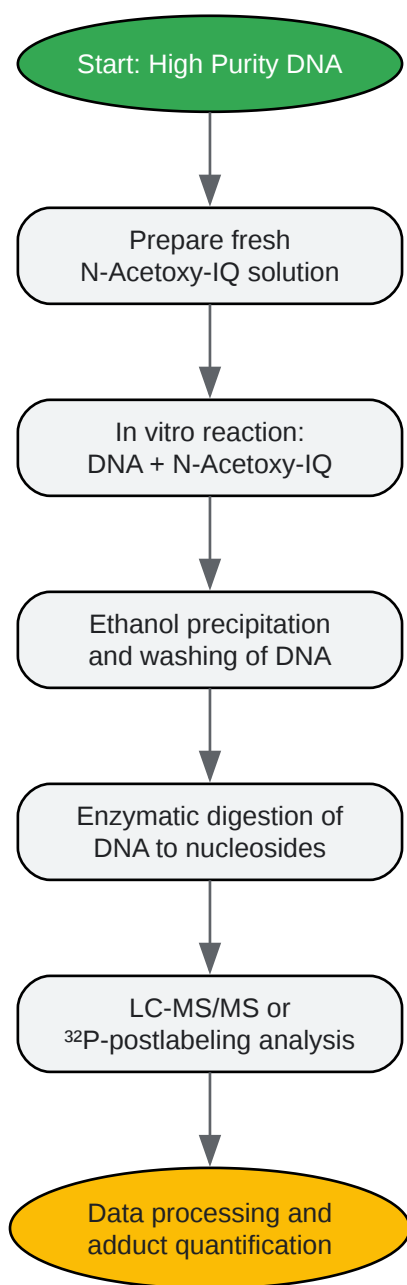 Start: High Purity DNA
Prepare fresh
N-Acetoxy-IQ solution
In vitro reaction:
DNA + N-Acetoxy-IQ
Ethanol precipitation
and washing of DNA
Enzymatic digestion of
DNA to nucleosides
LC-MS/MS or
³²P-postlabeling analysis
Data processing and
adduct quantification